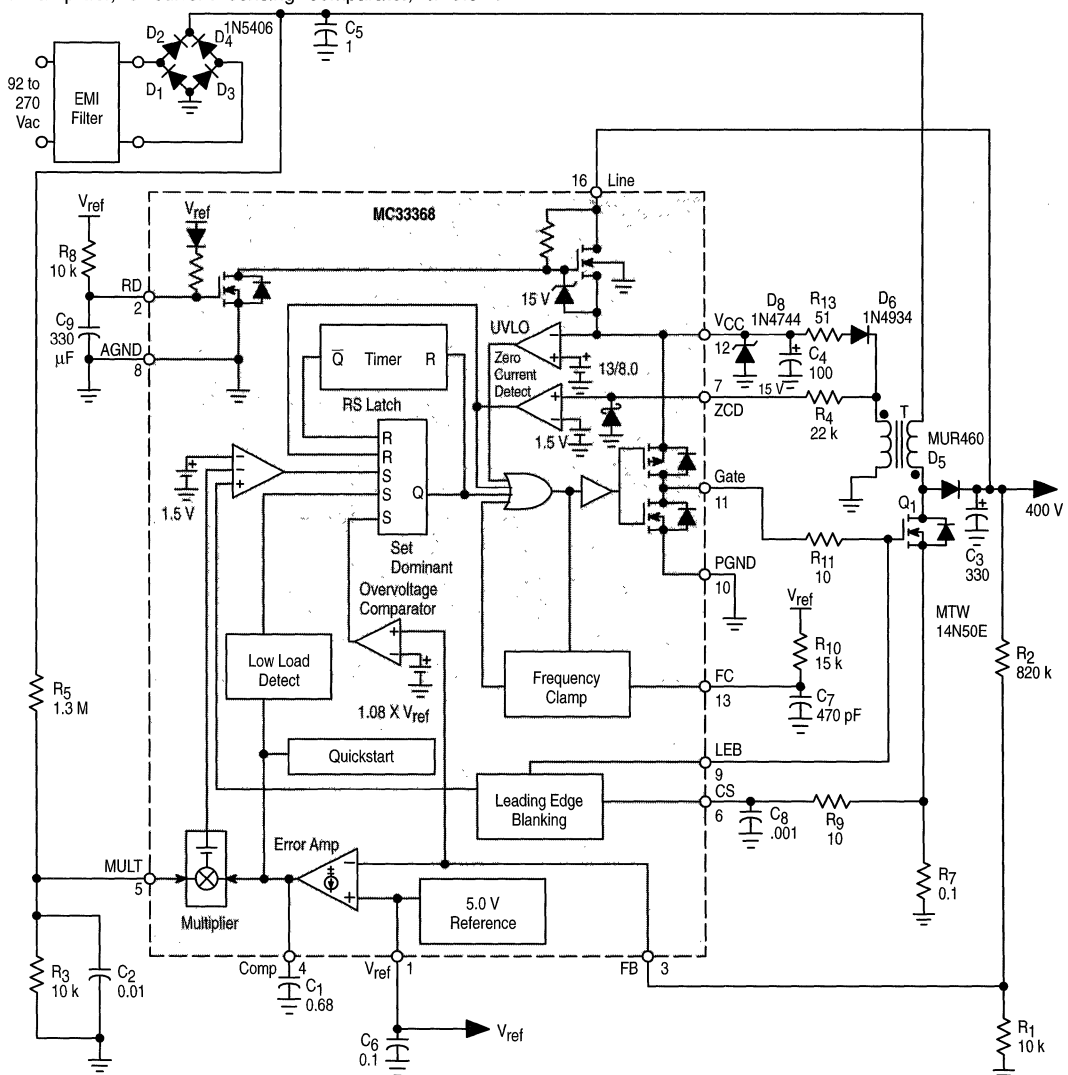 D2
D4
1N5406
C5
1
92 to
270
Vac
EMI
Filter
D1
D3
16
Line
MC33368
Vref
Vref
R8
10 k
RD
2
C9
330
µF
AGND
8
15 V
UVLO
Zero
Current
Detect
13/8.0
VCC
12
D8
1N4744
R13
51
D6
1N4934
C4
100
15 V
7
ZCD
R4
22 k
T
MUR460
D5
Q̅
Timer
R
RS Latch
R
R
S
S
S
Q
1.5 V
1.5 V
Set
Dominant
Overvoltage
Comparator
Gate
11
R11
10
Q1
400 V
C3
330
PGND
10
MTW
14N50E
Vref
R10
15 k
R2
820 k
Low Load
Detect
1.08 X Vref
Frequency
Clamp
FC
13
C7
470 pF
R5
1.3 M
Quickstart
LEB
9
Leading Edge
Blanking
CS
6
C8
.001
R9
10
R7
0.1
MULT
5
Multiplier
Error Amp
5.0 V
Reference
R3
10 k
C2
0.01
Comp
4
C1
0.68
Vref
1
FB
3
C6
0.1
Vref
R1
10 k